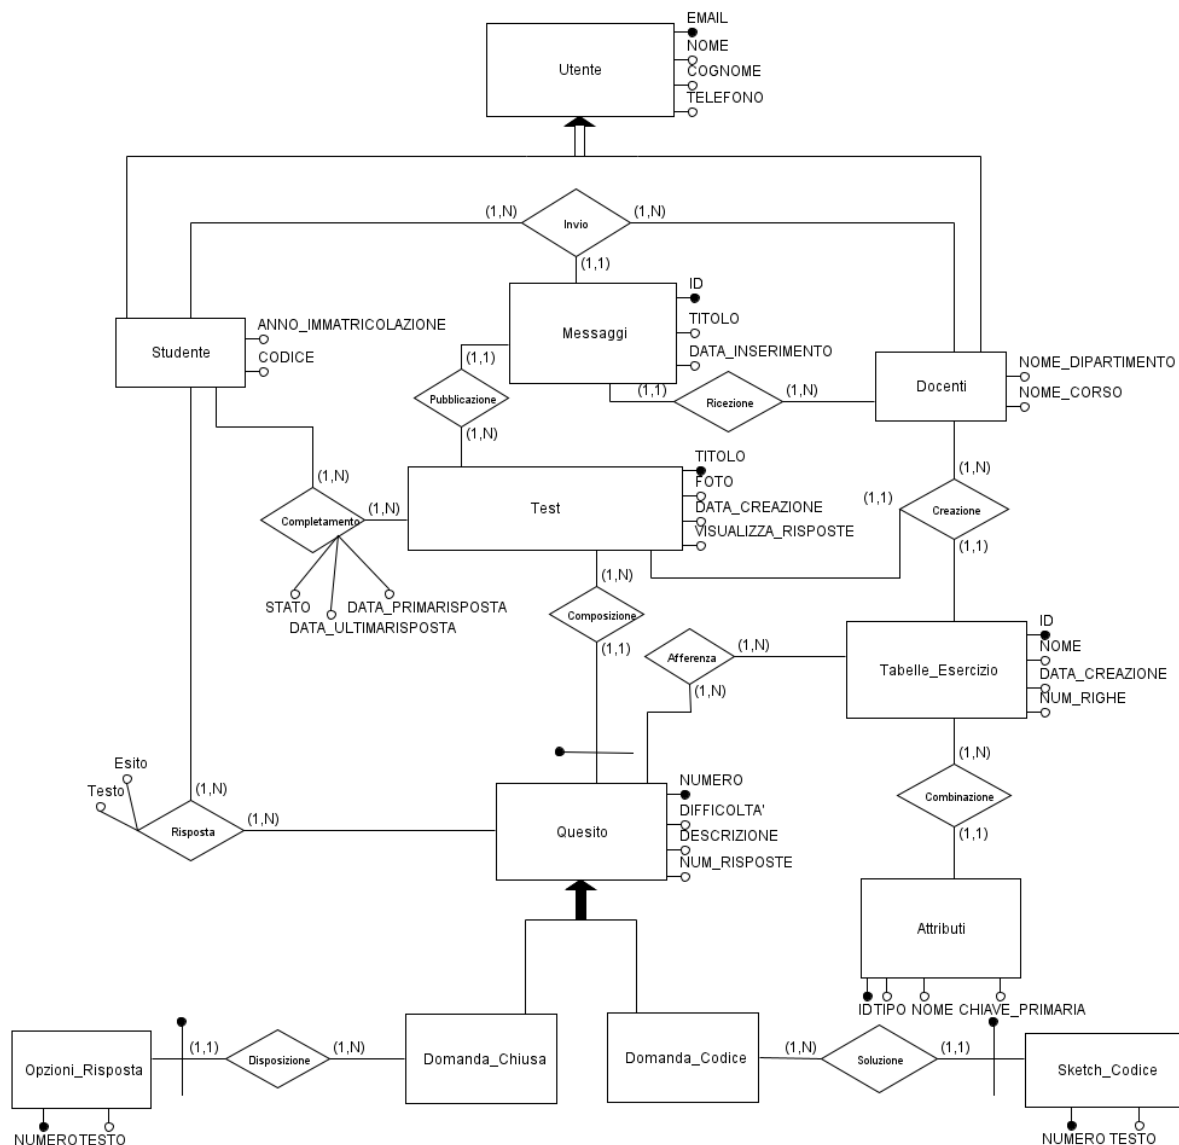 EMAIL
NOME
COGNOME
TELEFONO
Utente
(1,N)
Invio
(1,N)
(1,1)
ID
TITOLO
DATA_INSERIMENTO
Messaggi
ANNO_IMMATRICOLAZIONE
CODICE
Studente
(1,1)
Pubblicazione
(1,N)
(1,1)
Ricezione
(1,N)
Docenti
NOME_DIPARTIMENTO
NOME_CORSO
TITOLO
FOTO
DATA_CREAZIONE
VISUALIZZA_RISPOSTE
Test
(1,N)
Completamento
(1,N)
STATO
DATA_PRIMARISPOSTA
DATA_ULTIMARISPOSTA
(1,N)
(1,1)
Creazione
(1,1)
(1,N)
Composizione
(1,1)
Afferenza
(1,N)
(1,N)
ID
NOME
DATA_CREAZIONE
NUM_RIGHE
Tabelle_Esercizio
(1,N)
Combinazione
(1,1)
Esito
Testo
(1,N)
Risposta
(1,N)
NUMERO
DIFFICOLTA'
DESCRIZIONE
NUM_RISPOSTE
Quesito
Attributi
ID TIPO NOME CHIAVE_PRIMARIA
Opzioni_Risposta
(1,1)
Disposizione
(1,N)
Domanda_Chiusa
Domanda_Codice
(1,N)
Soluzione
(1,1)
Sketch_Codice
NUMERO TESTO
NUMERO TESTO